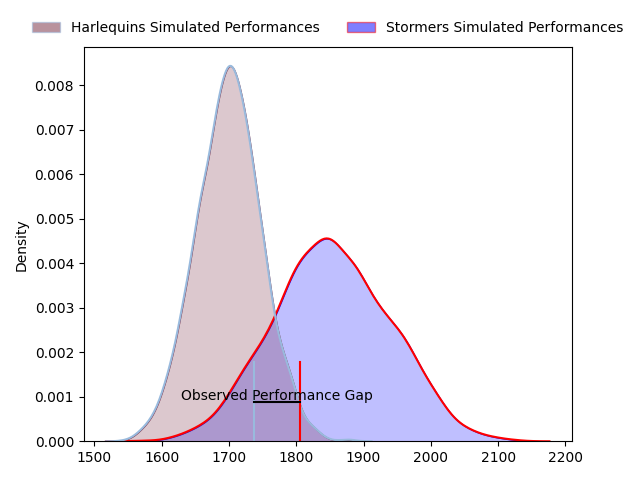 Harlequins Simulated Performances
Stormers Simulated Performances
0.008
0.007
0.006
0.005
0.004
0.003
0.002
0.001
0.000
Density
Observed Performance Gap
1500 1600 1700 1800 1900 2000 2100 2200